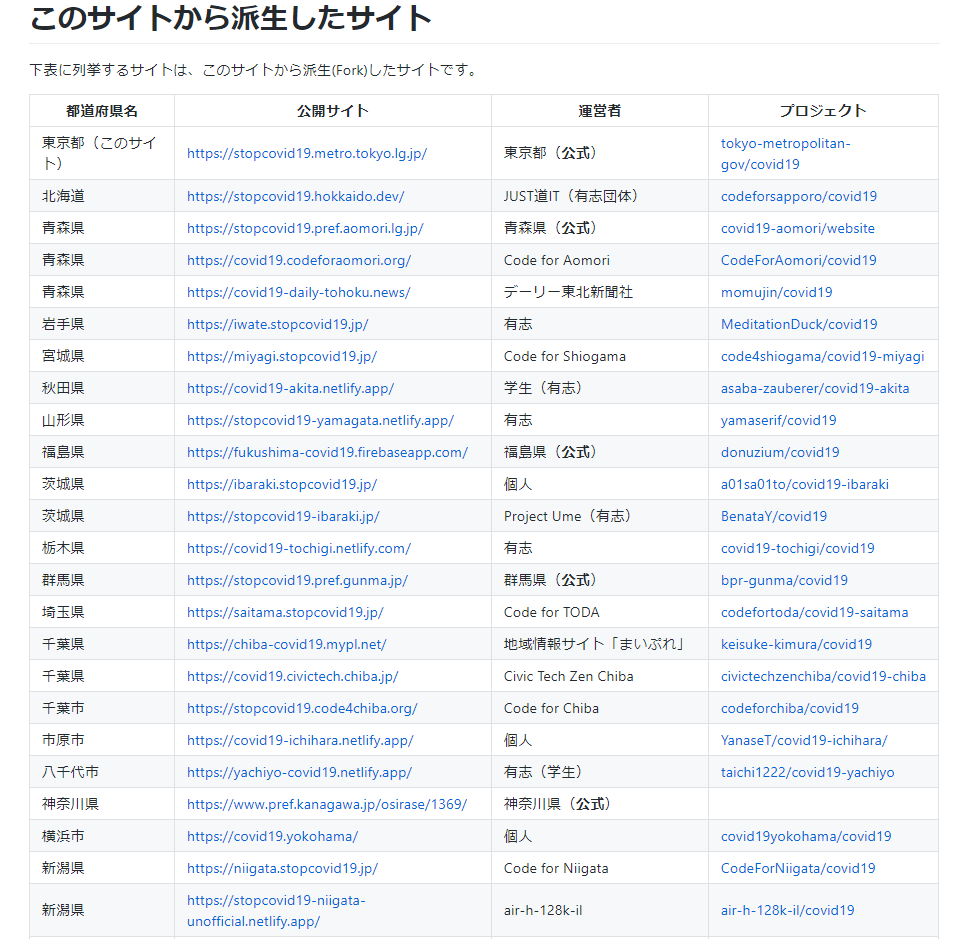 このサイトから派生したサイト
下表に列挙するサイトは、このサイトから派生(Fork)したサイトです。
都道府県名 公開サイト 運営者 プロジェクト
東京都（このサイト） https://stopcovid19.metro.tokyo.lg.jp/ 東京都（公式） tokyo-metropolitan-gov/covid19
北海道 https://stopcovid19.hokkaido.dev/ JUST道IT（有志団体） codeforsapporo/covid19
青森県 https://stopcovid19.pref.aomori.lg.jp/ 青森県（公式） covid19-aomori/website
青森県 https://covid19.codeforaomori.org/ Code for Aomori CodeForAomori/covid19
青森県 https://covid19-daily-tohoku.news/ デーリー東北新聞社 momujin/covid19
岩手県 https://iwate.stopcovid19.jp/ 有志 MeditationDuck/covid19
宮城県 https://miyagi.stopcovid19.jp/ Code for Shiogama code4shiogama/covid19-miyagi
秋田県 https://covid19-akita.netlify.app/ 学生（有志） asaba-zauberer/covid19-akita
山形県 https://stopcovid19-yamagata.netlify.app/ 有志 yamaserif/covid19
福島県 https://fukushima-covid19.firebaseapp.com/ 福島県（公式） donuzium/covid19
茨城県 https://ibaraki.stopcovid19.jp/ 個人 a01sa01to/covid19-ibaraki
茨城県 https://stopcovid19-ibaraki.jp/ Project Ume（有志） BenataY/covid19
栃木県 https://covid19-tochigi.netlify.com/ 有志 covid19-tochigi/covid19
群馬県 https://stopcovid19.pref.gunma.jp/ 群馬県（公式） bpr-gunma/covid19
埼玉県 https://saitama.stopcovid19.jp/ Code for TODA codefortoda/covid19-saitama
千葉県 https://chiba-covid19.mypl.net/ 地域情報サイト「まいぷれ」 keisuke-kimura/covid19
千葉県 https://covid19.civictech.chiba.jp/ Civic Tech Zen Chiba civictechzenchiba/covid19-chiba
千葉市 https://stopcovid19.code4chiba.org/ Code for Chiba codeforchiba/covid19
市原市 https://covid19-ichihara.netlify.app/ 個人 YanaseT/covid19-ichihara/
八千代市 https://yachiyo-covid19.netlify.app/ 有志（学生） taichi1222/covid19-yachiyo
神奈川県 https://www.pref.kanagawa.jp/osirase/1369/ 神奈川県（公式）
横浜市 https://covid19.yokohama/ 個人 covid19yokohama/covid19
新潟県 https://niigata.stopcovid19.jp/ Code for Niigata CodeForNiigata/covid19
新潟県 https://stopcovid19-niigata-unofficial.netlify.app/ air-h-128k-il air-h-128k-il/covid19